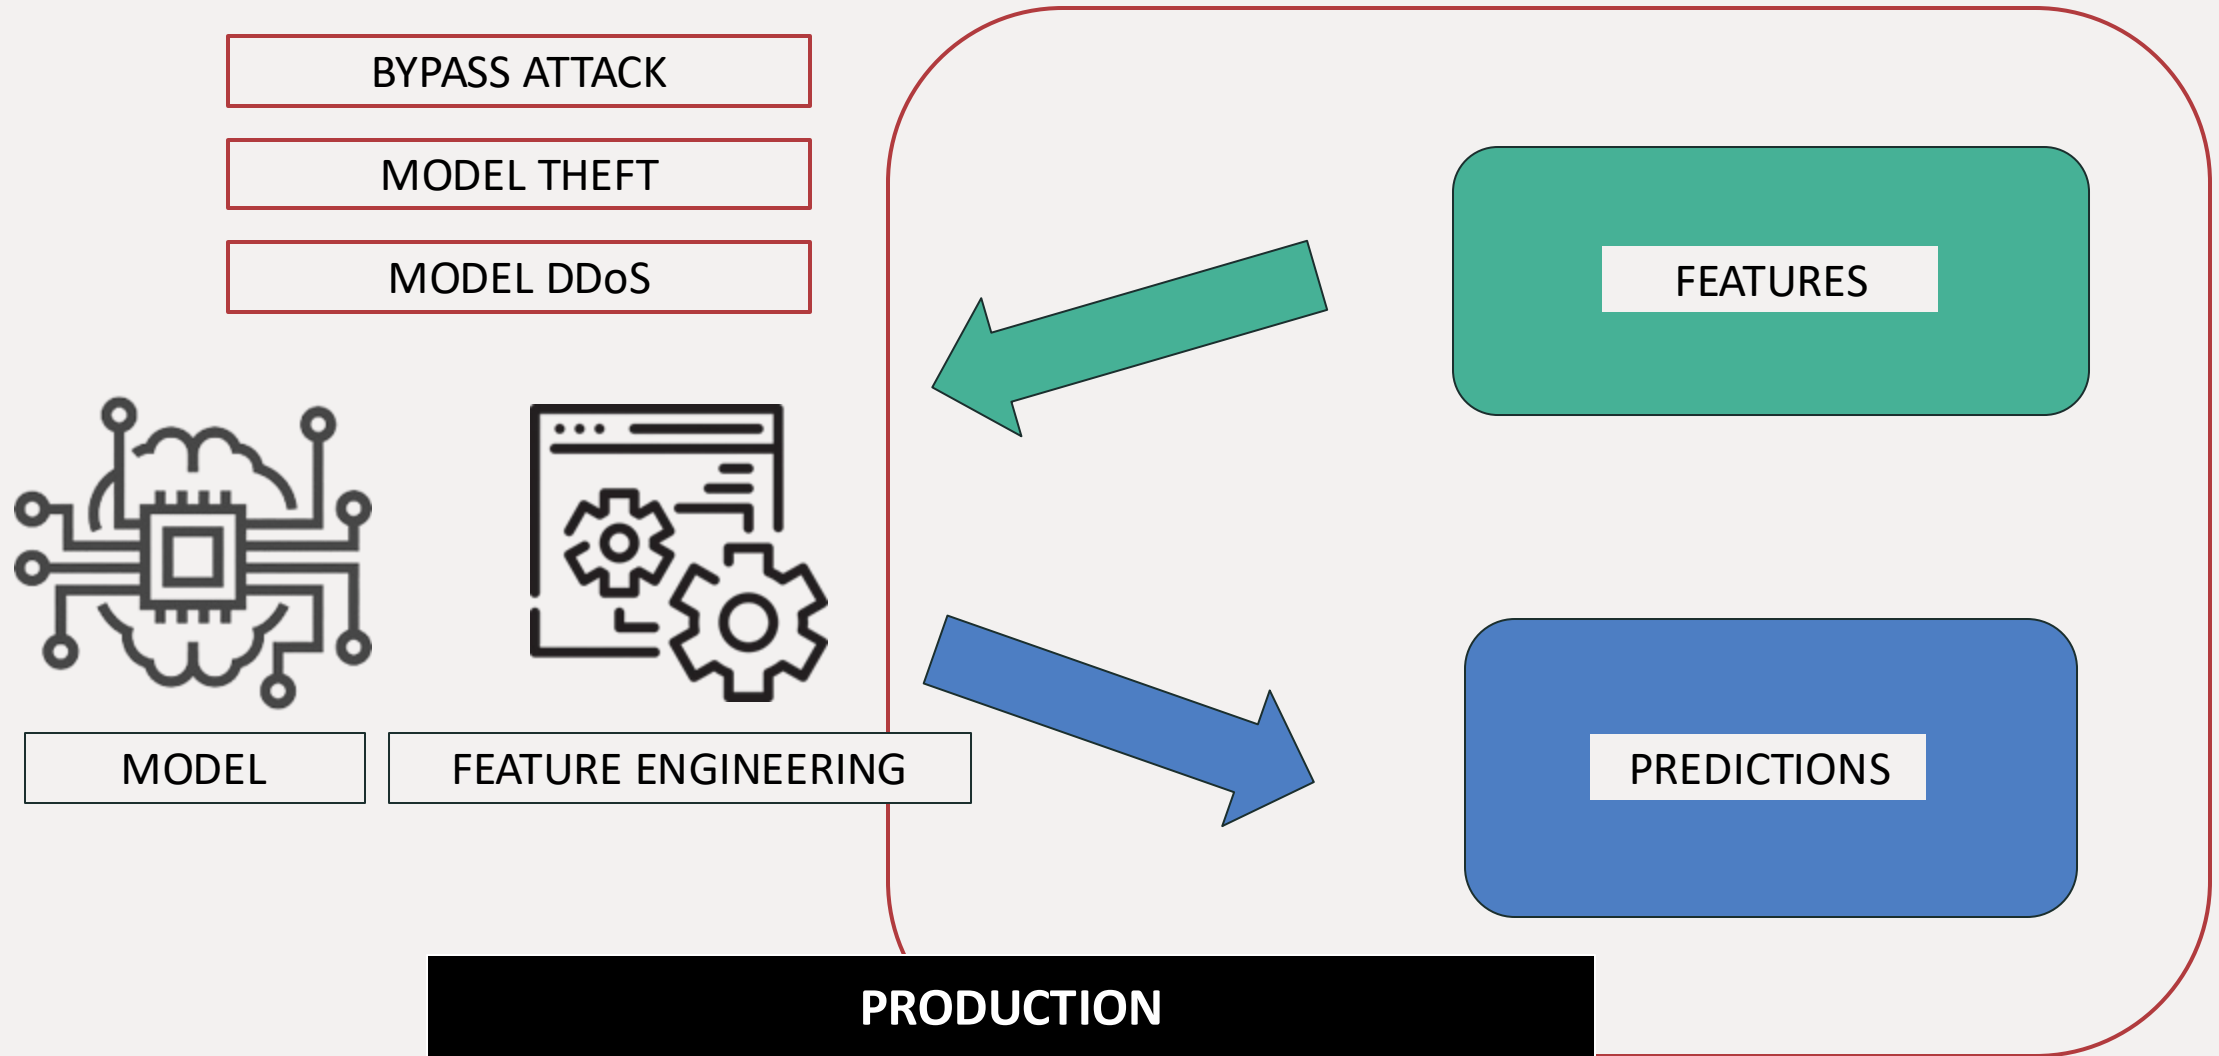 BYPASS ATTACK
MODEL THEFT
MODEL DDoS
FEATURES
MODEL
FEATURE ENGINEERING
PREDICTIONS
PRODUCTION